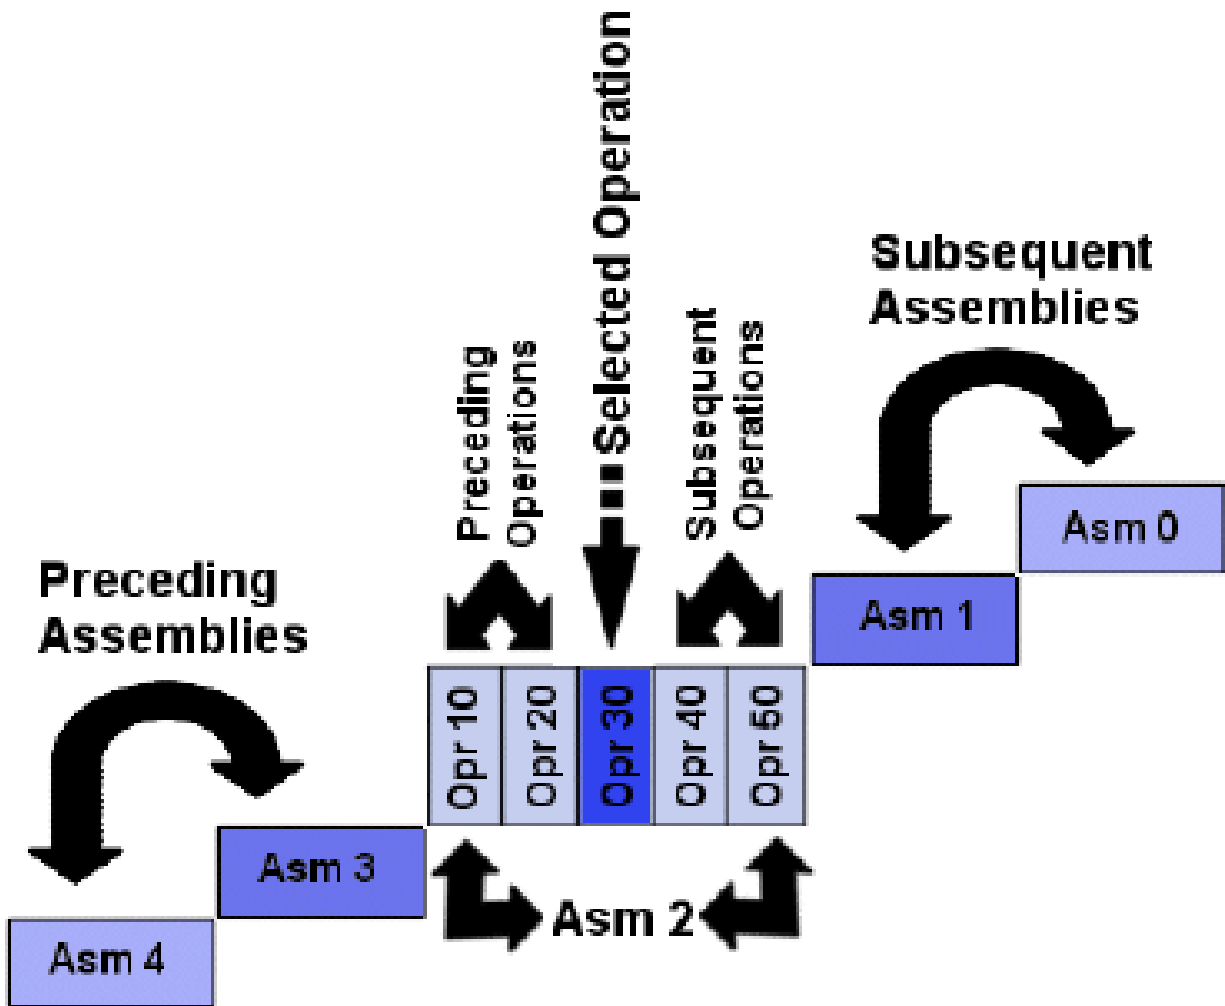 Selected Operation
Subsequent
Assemblies
Preceding
Operations
Subsequent
Operations
Asm 0
Preceding
Assemblies
Asm 1
Opr 10
Opr 20
Opr 30
Opr 40
Opr 50
Asm 3
Asm 2
Asm 4